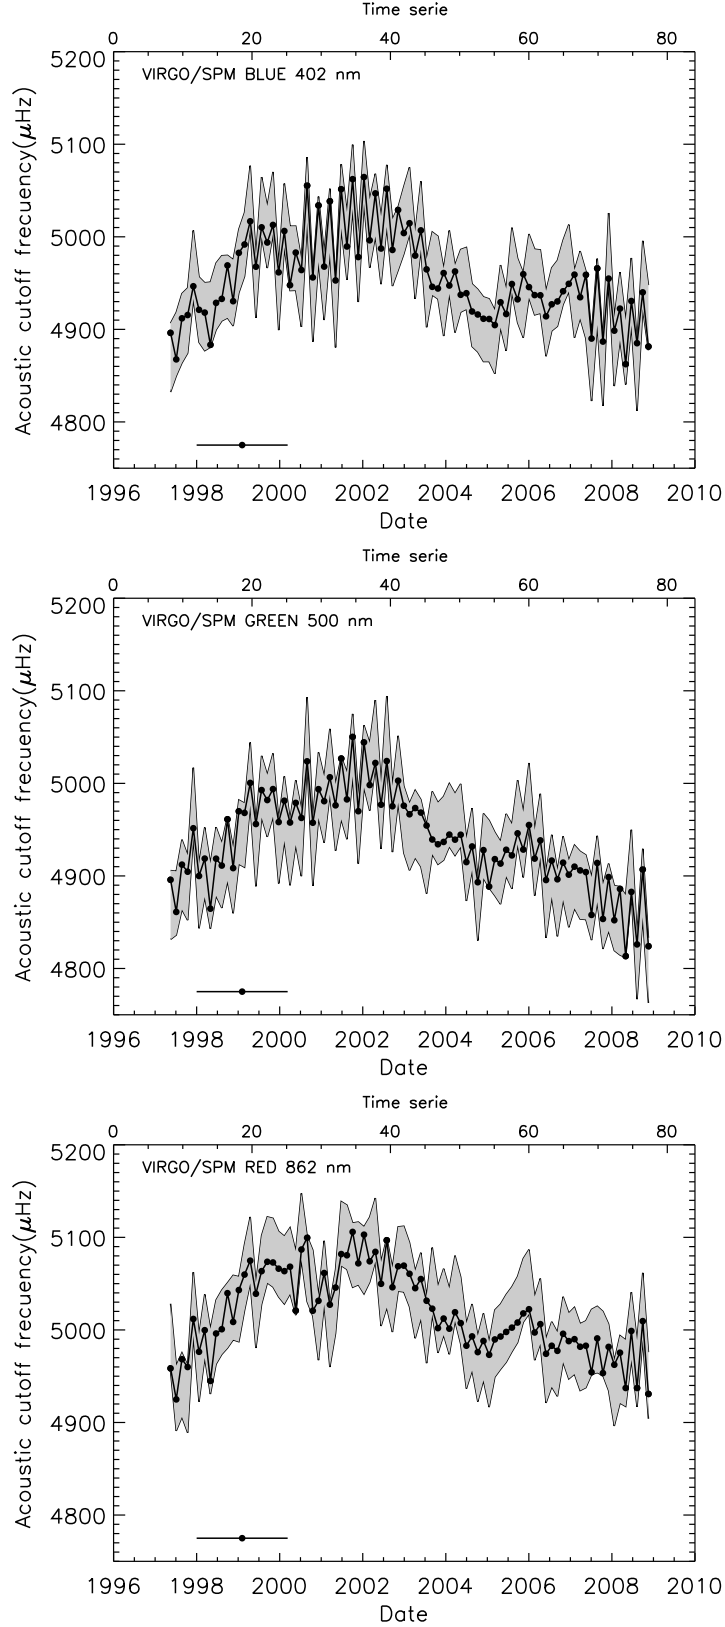 Time serie
0 20 40 60 80
VIRGO/SPM BLUE 402 nm
5200
5100
5000
4900
4800
Acoustic cutoff frecuency(μHz)
1996 1998 2000 2002 2004 2006 2008 2010
Date
Time serie
0 20 40 60 80
VIRGO/SPM GREEN 500 nm
5200
5100
5000
4900
4800
Acoustic cutoff frecuency(μHz)
1996 1998 2000 2002 2004 2006 2008 2010
Date
Time serie
0 20 40 60 80
VIRGO/SPM RED 862 nm
5200
5100
5000
4900
4800
Acoustic cutoff frecuency(μHz)
1996 1998 2000 2002 2004 2006 2008 2010
Date